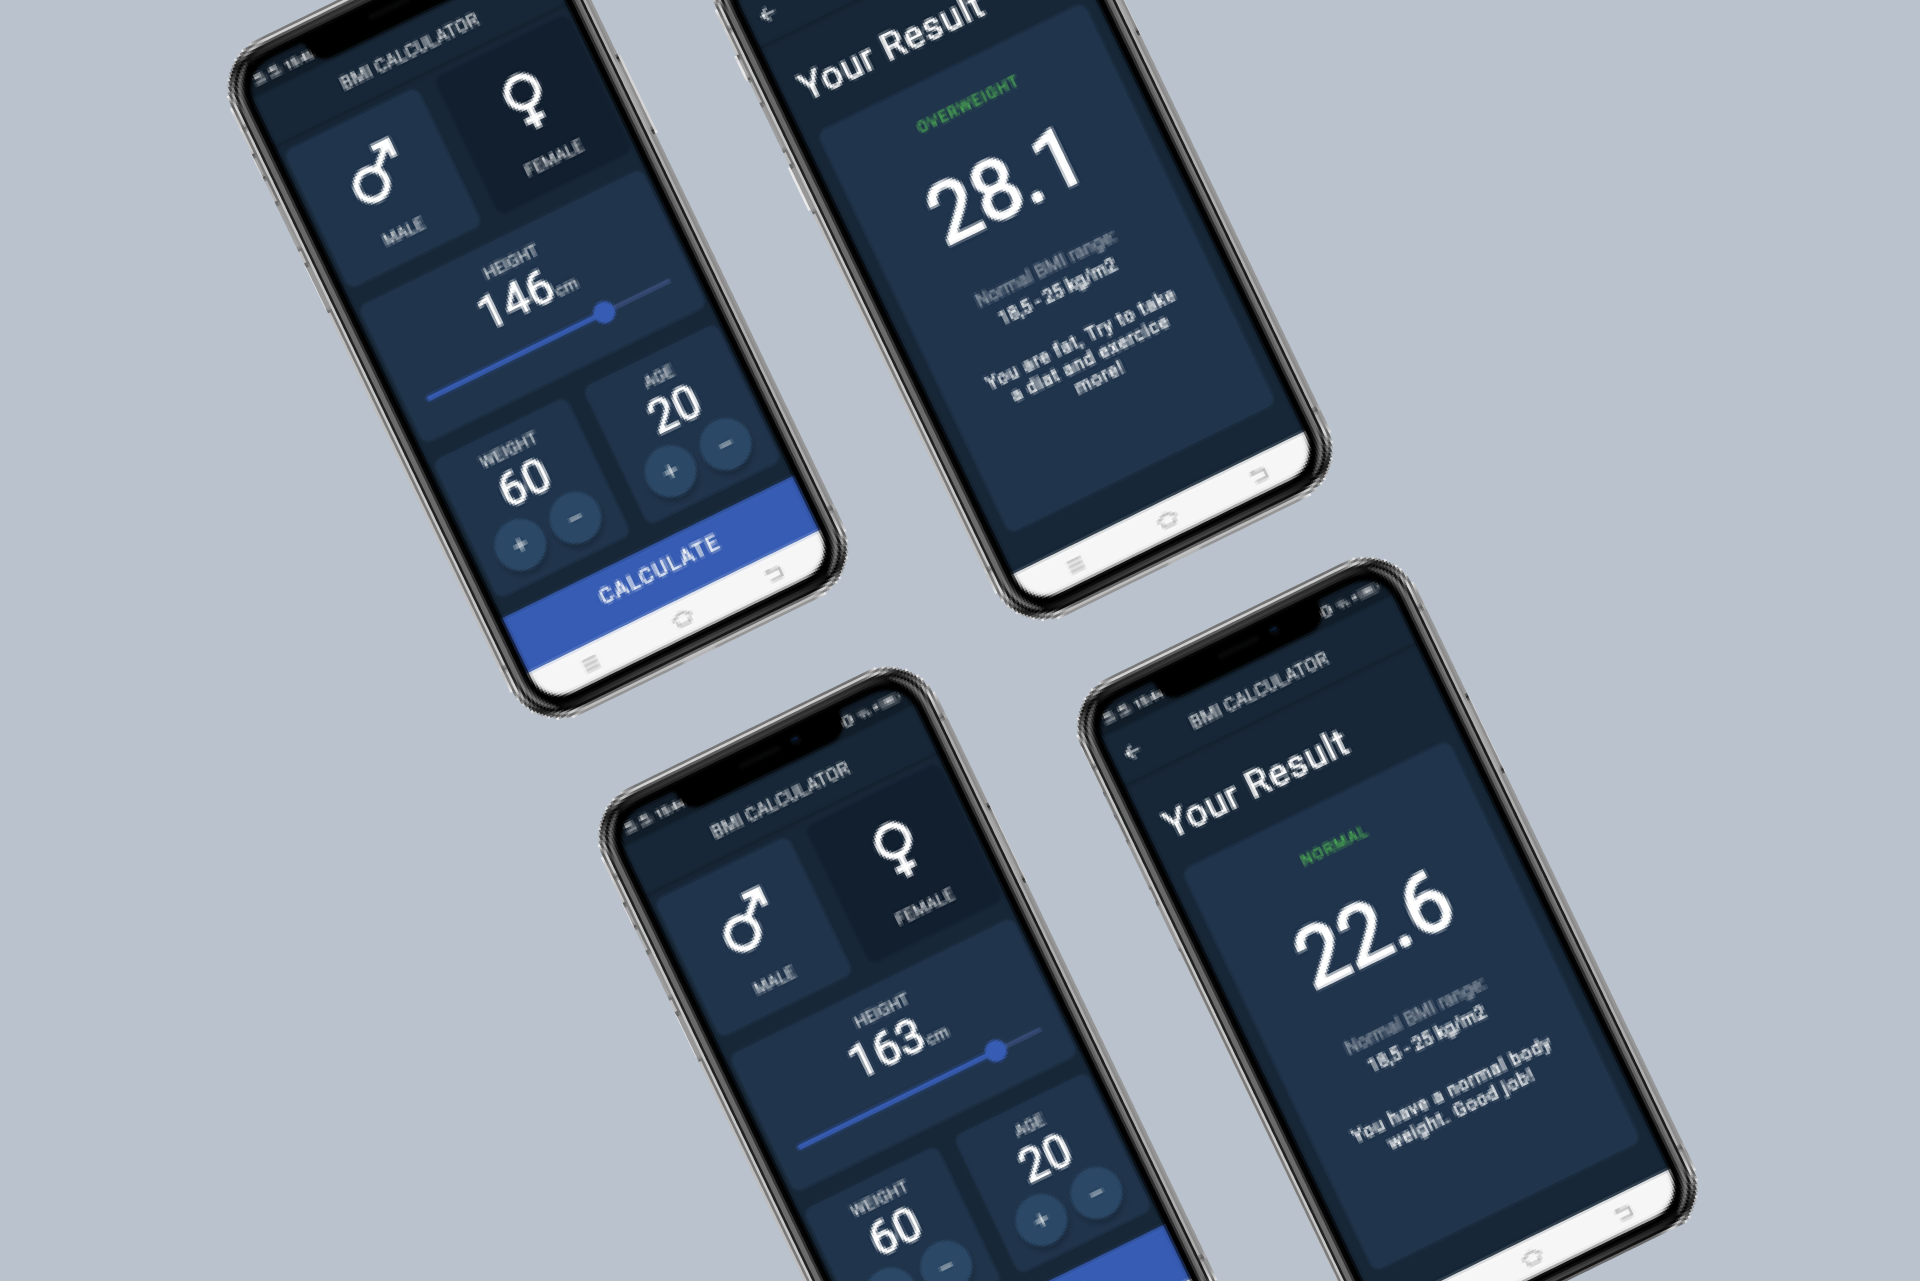 BMI CALCULATOR
MALE
FEMALE
HEIGHT
146cm
WEIGHT
60
AGE
20
+ −
+ −
CALCULATE
Your Result
OVERWEIGHT
28.1
Normal BMI range:
18,5 - 25 kg/m2
You are fat, Try to take
a diat and exercice
more!
BMI CALCULATOR
MALE
FEMALE
HEIGHT
163cm
WEIGHT
60
AGE
20
+ −
−
BMI CALCULATOR
Your Result
NORMAL
22.6
Normal BMI range:
18,5 - 25 kg/m2
You have a normal body
weight. Good job!